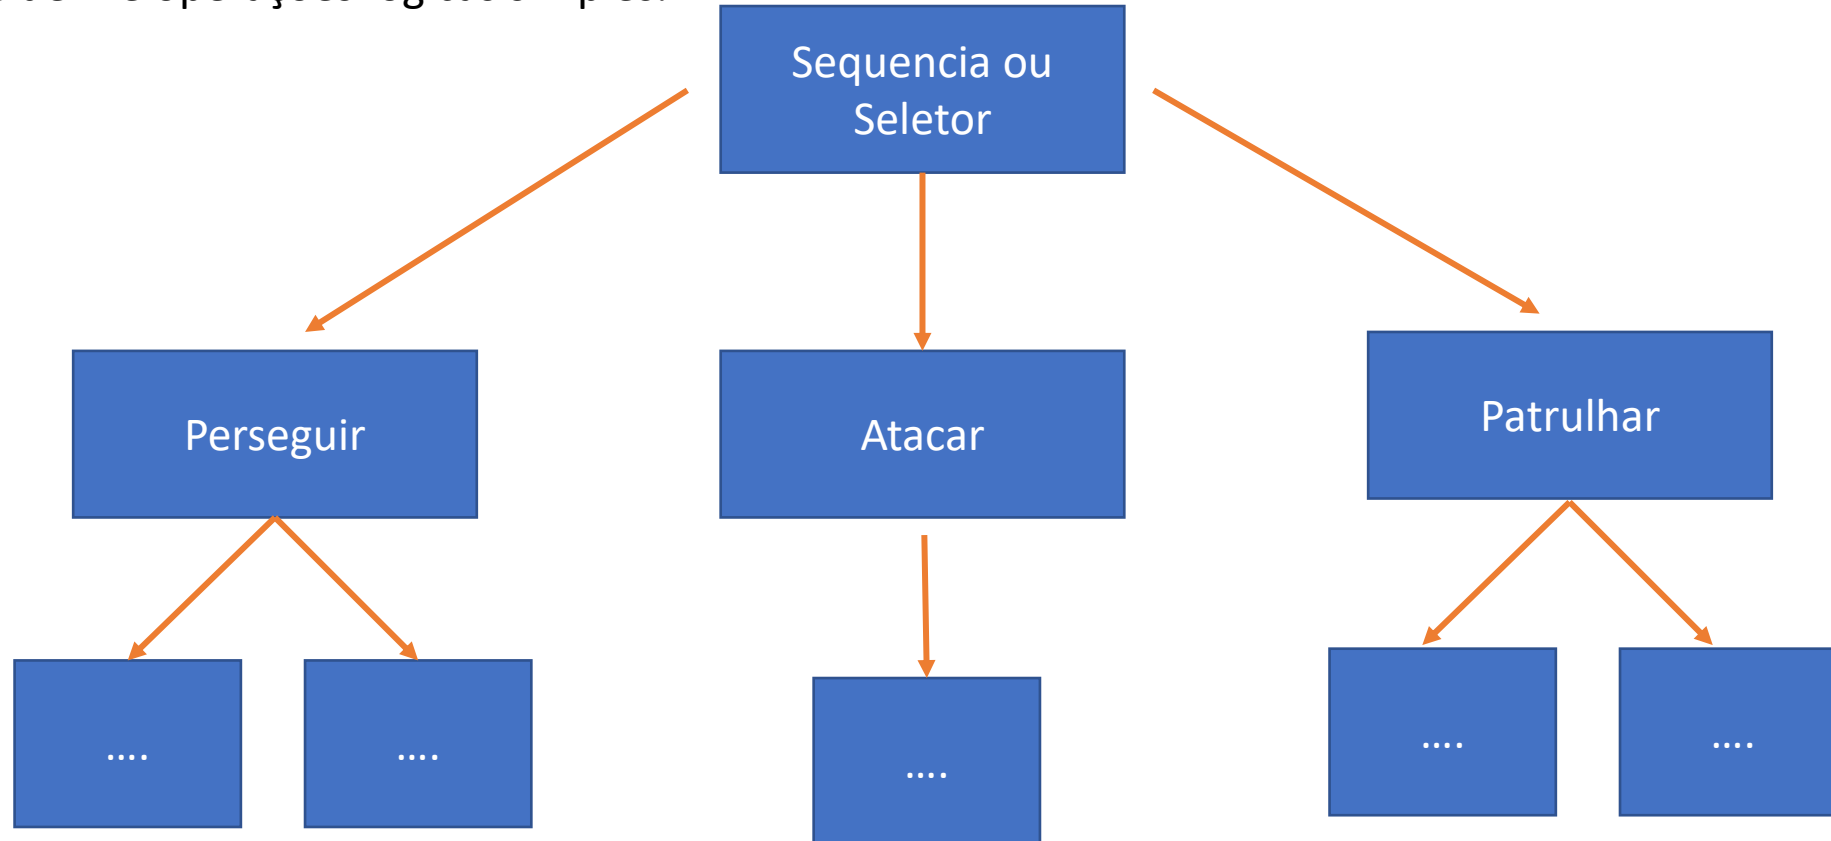 Sequencia ou
Seletor
Perseguir
Atacar
Patrulhar
....
....
....
....
....